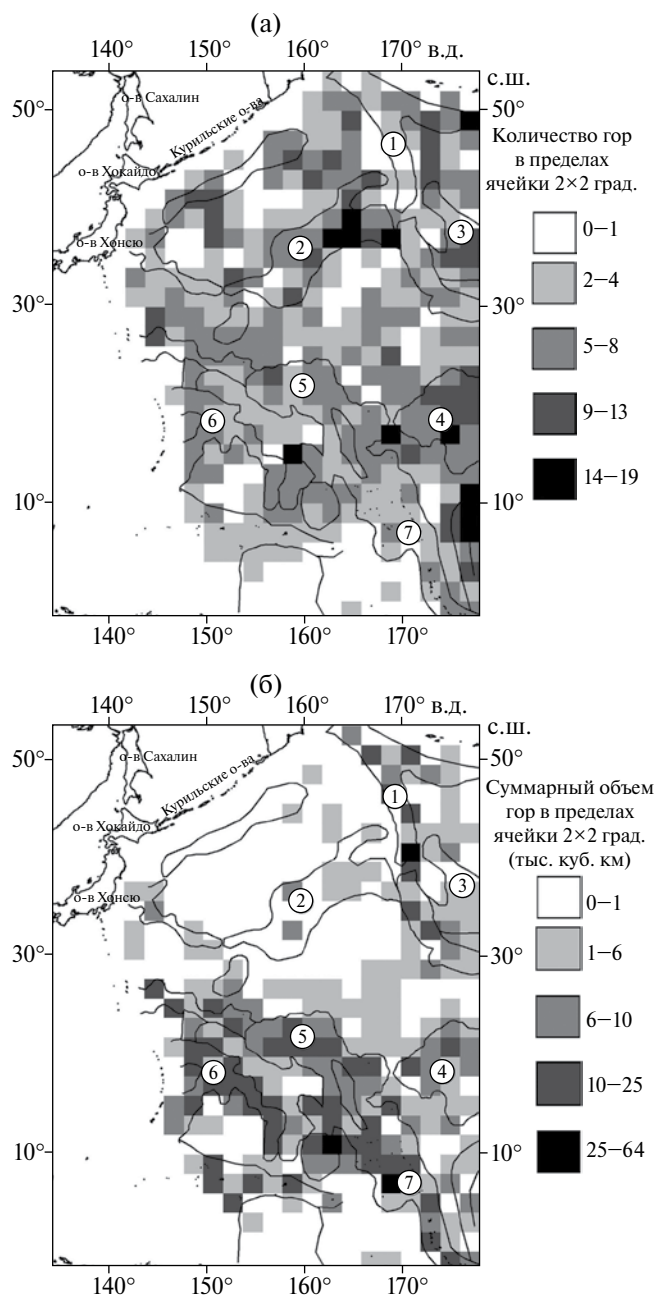 (а)
140° 150° 160° 170° в.д.
с.ш.
50° 50°
о-в Сахалин
Курильские о-ва
о-в Хокайдо
о-в Хонсю
1
2
3
Количество гор
в пределах
ячейки 2×2 град.
0–1
2–4
5–8
9–13
14–19
30° 30°
5
6
4
10° 10°
7
140° 150° 160° 170°
(б)
140° 150° 160° 170° в.д.
с.ш.
50° 50°
о-в Сахалин
Курильские о-ва
о-в Хокайдо
о-в Хонсю
1
2
3
Суммарный объем
гор в пределах
ячейки 2×2 град.
(тыс. куб. км)
0–1
1–6
6–10
10–25
25–64
30° 30°
5
6
4
10° 10°
7
140° 150° 160° 170°